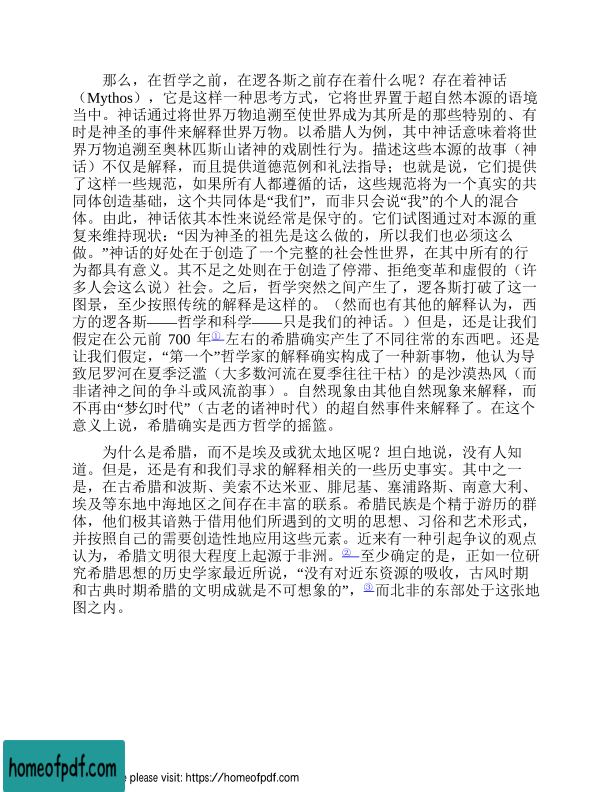 那么，在哲学之前，在逻各斯之前存在着什么呢？存在着神话
（Mythos），它是这样一种思考方式，它将世界置于超自然本源的语境
当中。神话通过将世界万物追溯至使世界成为其所是的那些特别的、有
时是神圣的事件来解释世界万物。以希腊人为例，其中神话意味着将世
界万物追溯至奥林匹斯山诸神的戏剧性行为。描述这些本源的故事（神
话）不仅是解释，而且提供道德范例和礼法指导；也就是说，它们提供
了这样一些规范，如果所有人都遵循的话，这些规范将为一个真实的共
同体创造基础，这个共同体是“我们”，而非只会说“我”的个人的混合
体。由此，神话依其本性来说经常是保守的。它们试图通过对本源的重
复来维持现状：“因为神圣的祖先是这么做的，所以我们也必须这么
做。”神话的好处在于创造了一个完整的社会性世界，在其中所有的行
为都具有意义。其不足之处则在于创造了停滞、拒绝变革和虚假的（许
多人会这么说）社会。之后，哲学突然之间产生了，逻各斯打破了这一
图景，至少按照传统的解释是这样的。（然而也有其他的解释认为，西
方的逻各斯——哲学和科学——只是我们的神话。）但是，还是让我们
假定在公元前 700 年①左右的希腊确实产生了不同往常的东西吧。还是
让我们假定，“第一个”哲学家的解释确实构成了一种新事物，他认为导
致尼罗河在夏季泛滥（大多数河流在夏季往往干枯）的是沙漠热风（而
非诸神之间的争斗或风流韵事）。自然现象由其他自然现象来解释，而
不再由“梦幻时代”（古老的诸神时代）的超自然事件来解释了。在这个
意义上说，希腊确实是西方哲学的摇篮。
为什么是希腊，而不是埃及或犹太地区呢？坦白地说，没有人知
道。但是，还是有和我们寻求的解释相关的一些历史事实。其中之一
是，在古希腊和波斯、美索不达米亚、腓尼基、塞浦路斯、南意大利、
埃及等东地中海地区之间存在丰富的联系。希腊民族是个精于游历的群
体，他们极其谙熟于借用他们所遇到的文明的思想、习俗和艺术形式，
并按照自己的需要创造性地应用这些元素。近来有一种引起争议的观点
认为，希腊文明很大程度上起源于非洲。②至少确定的是，正如一位研
究希腊思想的历史学家最近所说，“没有对近东资源的吸收，古风时期
和古典时期希腊的文明成就是不可想象的”，③而北非的东部处于这张地
图之内。
homeofpdf.com
e please visit: https://homeofpdf.com